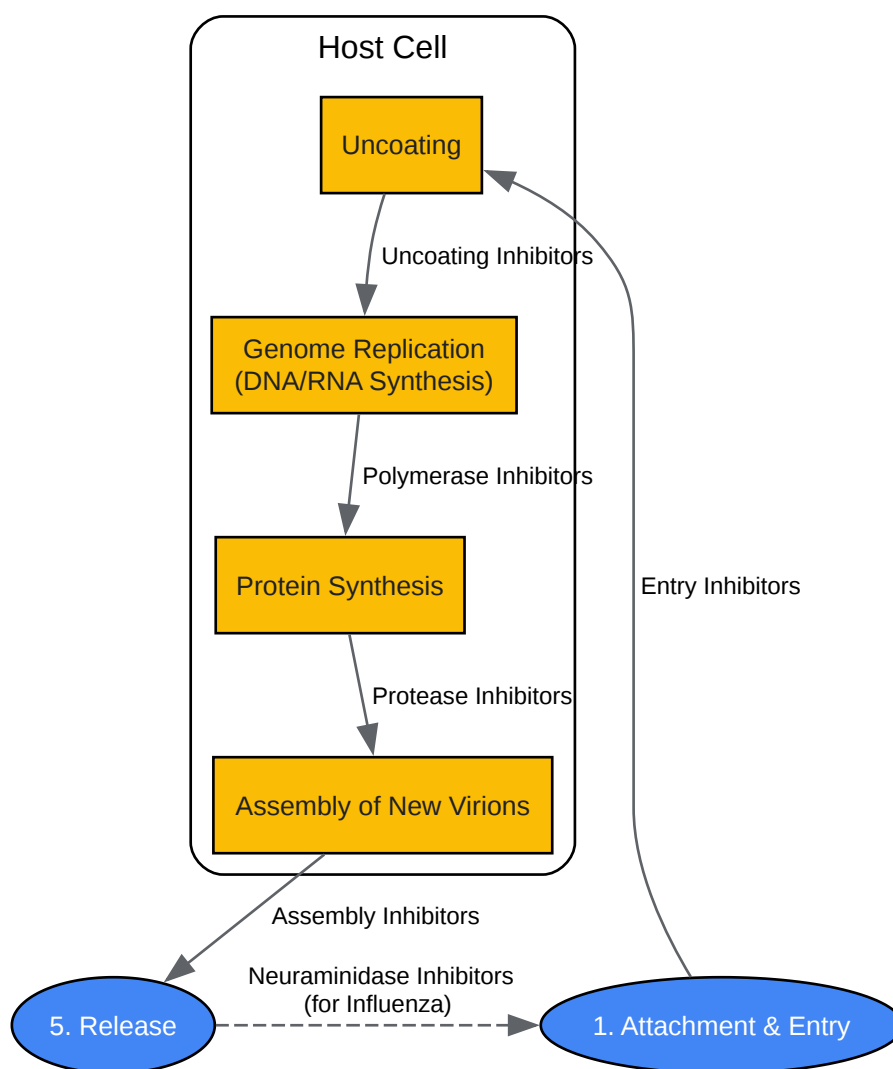 Host Cell
Uncoating
Uncoating Inhibitors
Genome Replication
(DNA/RNA Synthesis)
Polymerase Inhibitors
Protein Synthesis
Entry Inhibitors
Protease Inhibitors
Assembly of New Virions
Assembly Inhibitors
Neuraminidase Inhibitors
(for Influenza)
5. Release
1. Attachment & Entry